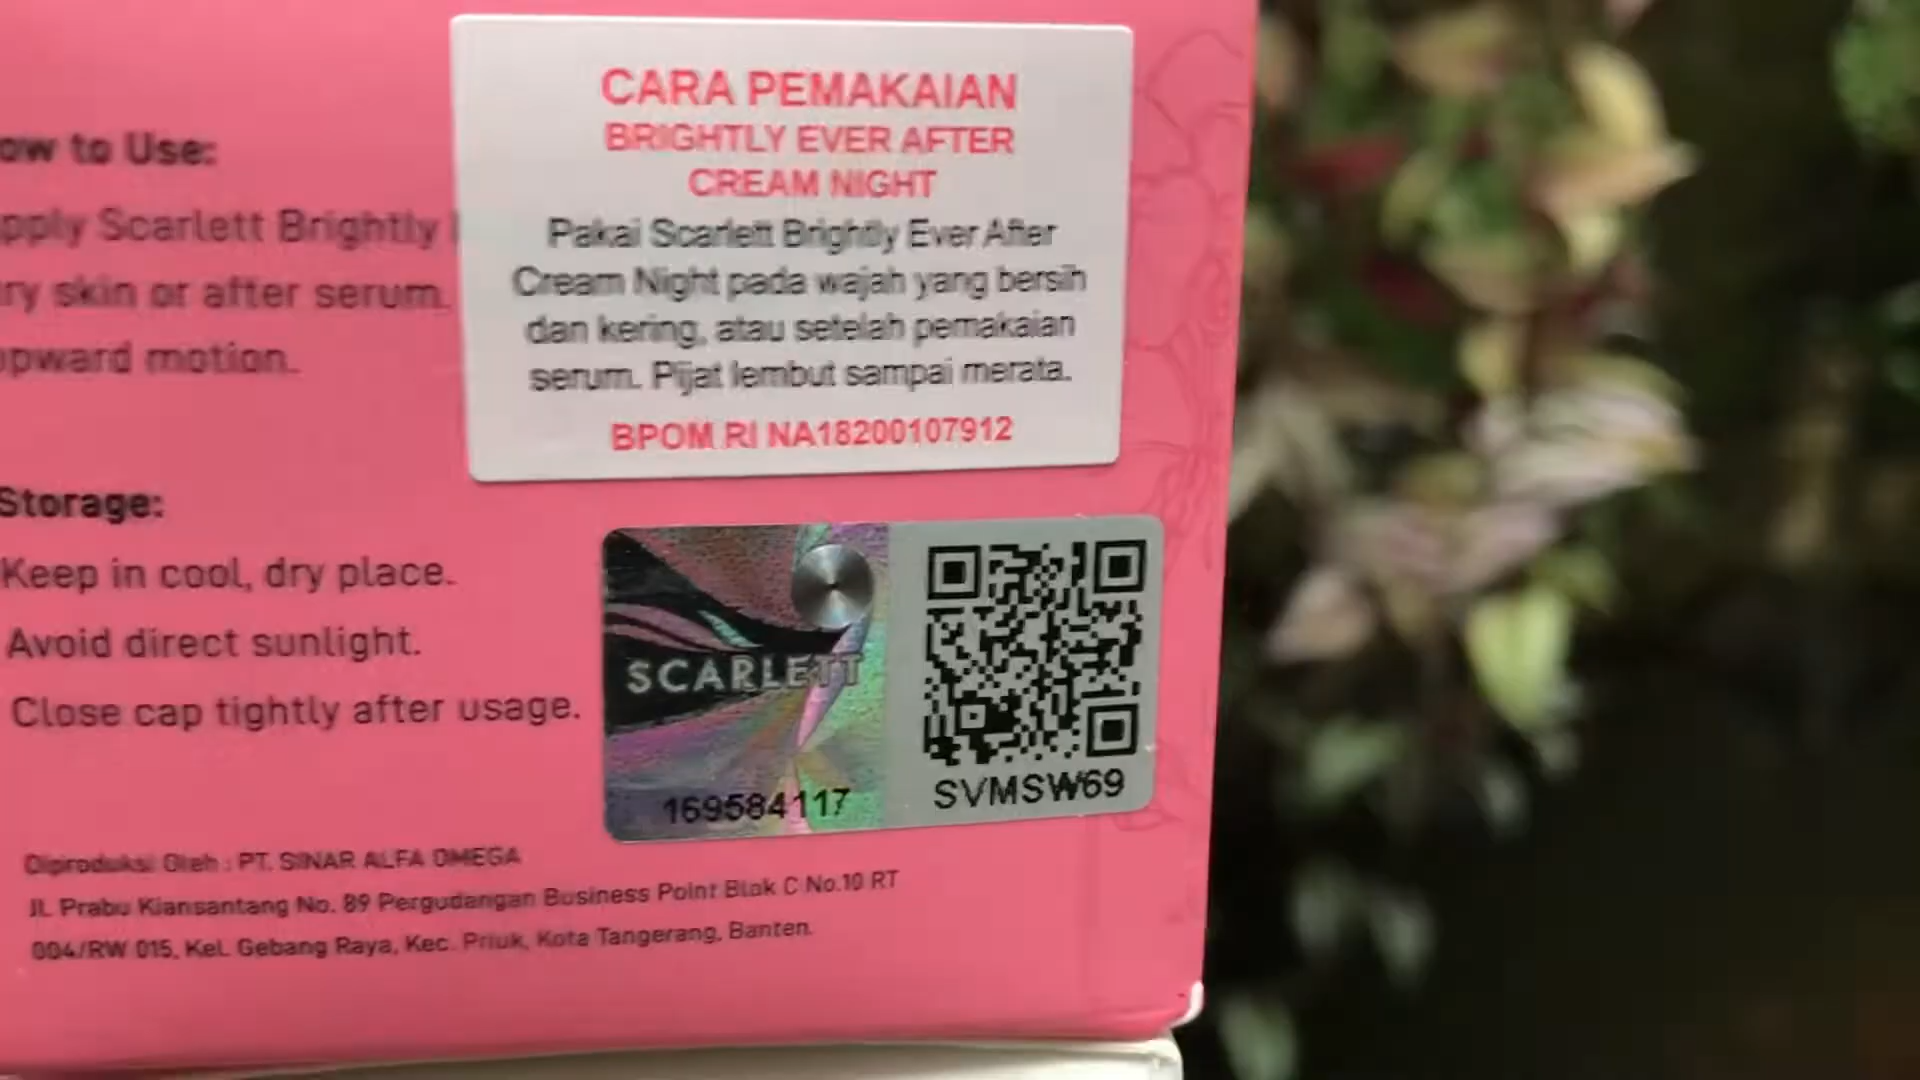 CARA PEMAKAIAN
BRIGHTLY EVER AFTER
CREAM NIGHT
Pakai Scarlett Brightly Ever After
Cream Night pada wajah yang bersih
dan kering, atau setelah pemakaian
serum. Pijat lembut sampai merata.
BPOM RI NA18200107912
ow to Use:
pply Scarlett Brightly
ry skin or after serum.
upward motion.
Storage:
Keep in cool, dry place.
Avoid direct sunlight.
Close cap tightly after usage.
SCARLETT
169584117
SVMSW69
Diproduksi Oleh : PT. SINAR ALFA OMEGA
JL. Prabu Kiansantang No. 89 Pergudangan Business Point Blok C No.10 RT
004/RW 015, Kel. Gebang Raya, Kec. Priuk, Kota Tangerang, Banten.